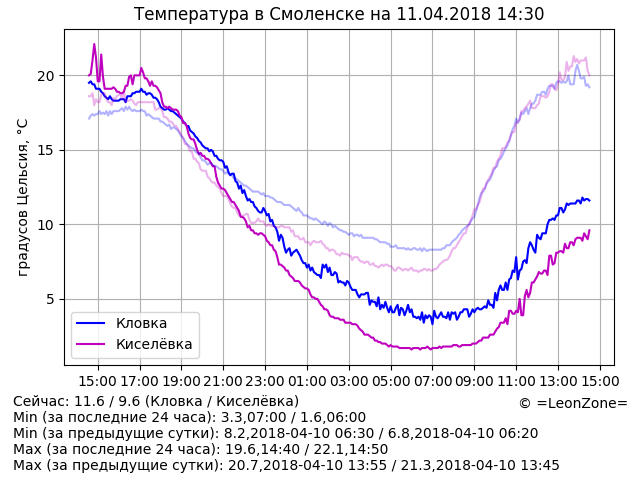 Температура в Смоленске на 11.04.2018 14:30
градусов Цельсия, °C
20
15
10
5
Кловка
Киселёвка
15:00 17:00 19:00 21:00 23:00 01:00 03:00 05:00 07:00 09:00 11:00 13:00 15:00
Сейчас: 11.6 / 9.6 (Кловка / Киселёвка)
© =LeonZone=
Min (за последние 24 часа): 3.3,07:00 / 1.6,06:00
Min (за предыдущие сутки): 8.2,2018-04-10 06:30 / 6.8,2018-04-10 06:20
Max (за последние 24 часа): 19.6,14:40 / 22.1,14:50
Max (за предыдущие сутки): 20.7,2018-04-10 13:55 / 21.3,2018-04-10 13:45